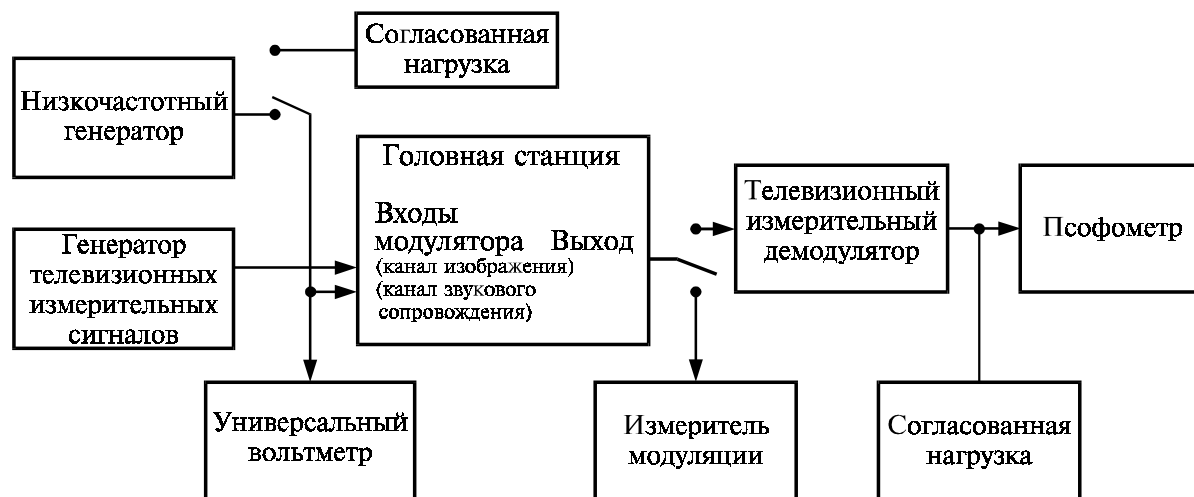 Согласованная
нагрузка
Низкочастотный
генератор
Головная станция
Входы
модулятора Выход
(канал изображения)
(канал звукового
сопровождения)
Генератор
телевизионных
измерительных
сигналов
Телевизионный
измерительный
демодулятор
Псофометр
Универсальный
вольтметр
Измеритель
модуляции
Согласованная
нагрузка